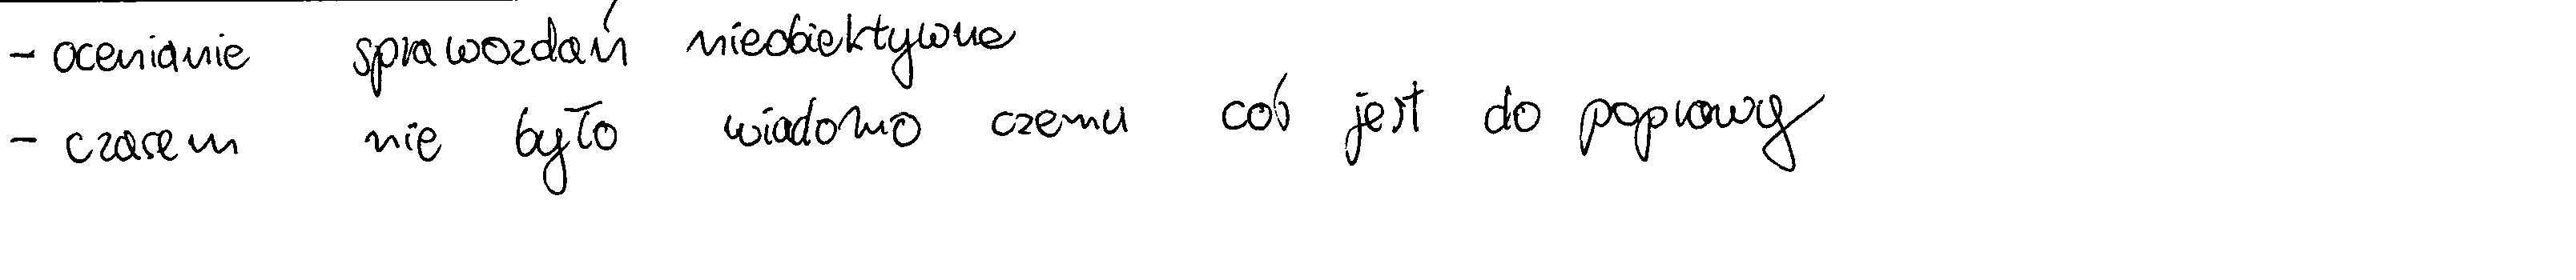 - ocenianie sprawozdań nieobiektywne
- czasem nie było wiadomo czemu coś jest do poprawy